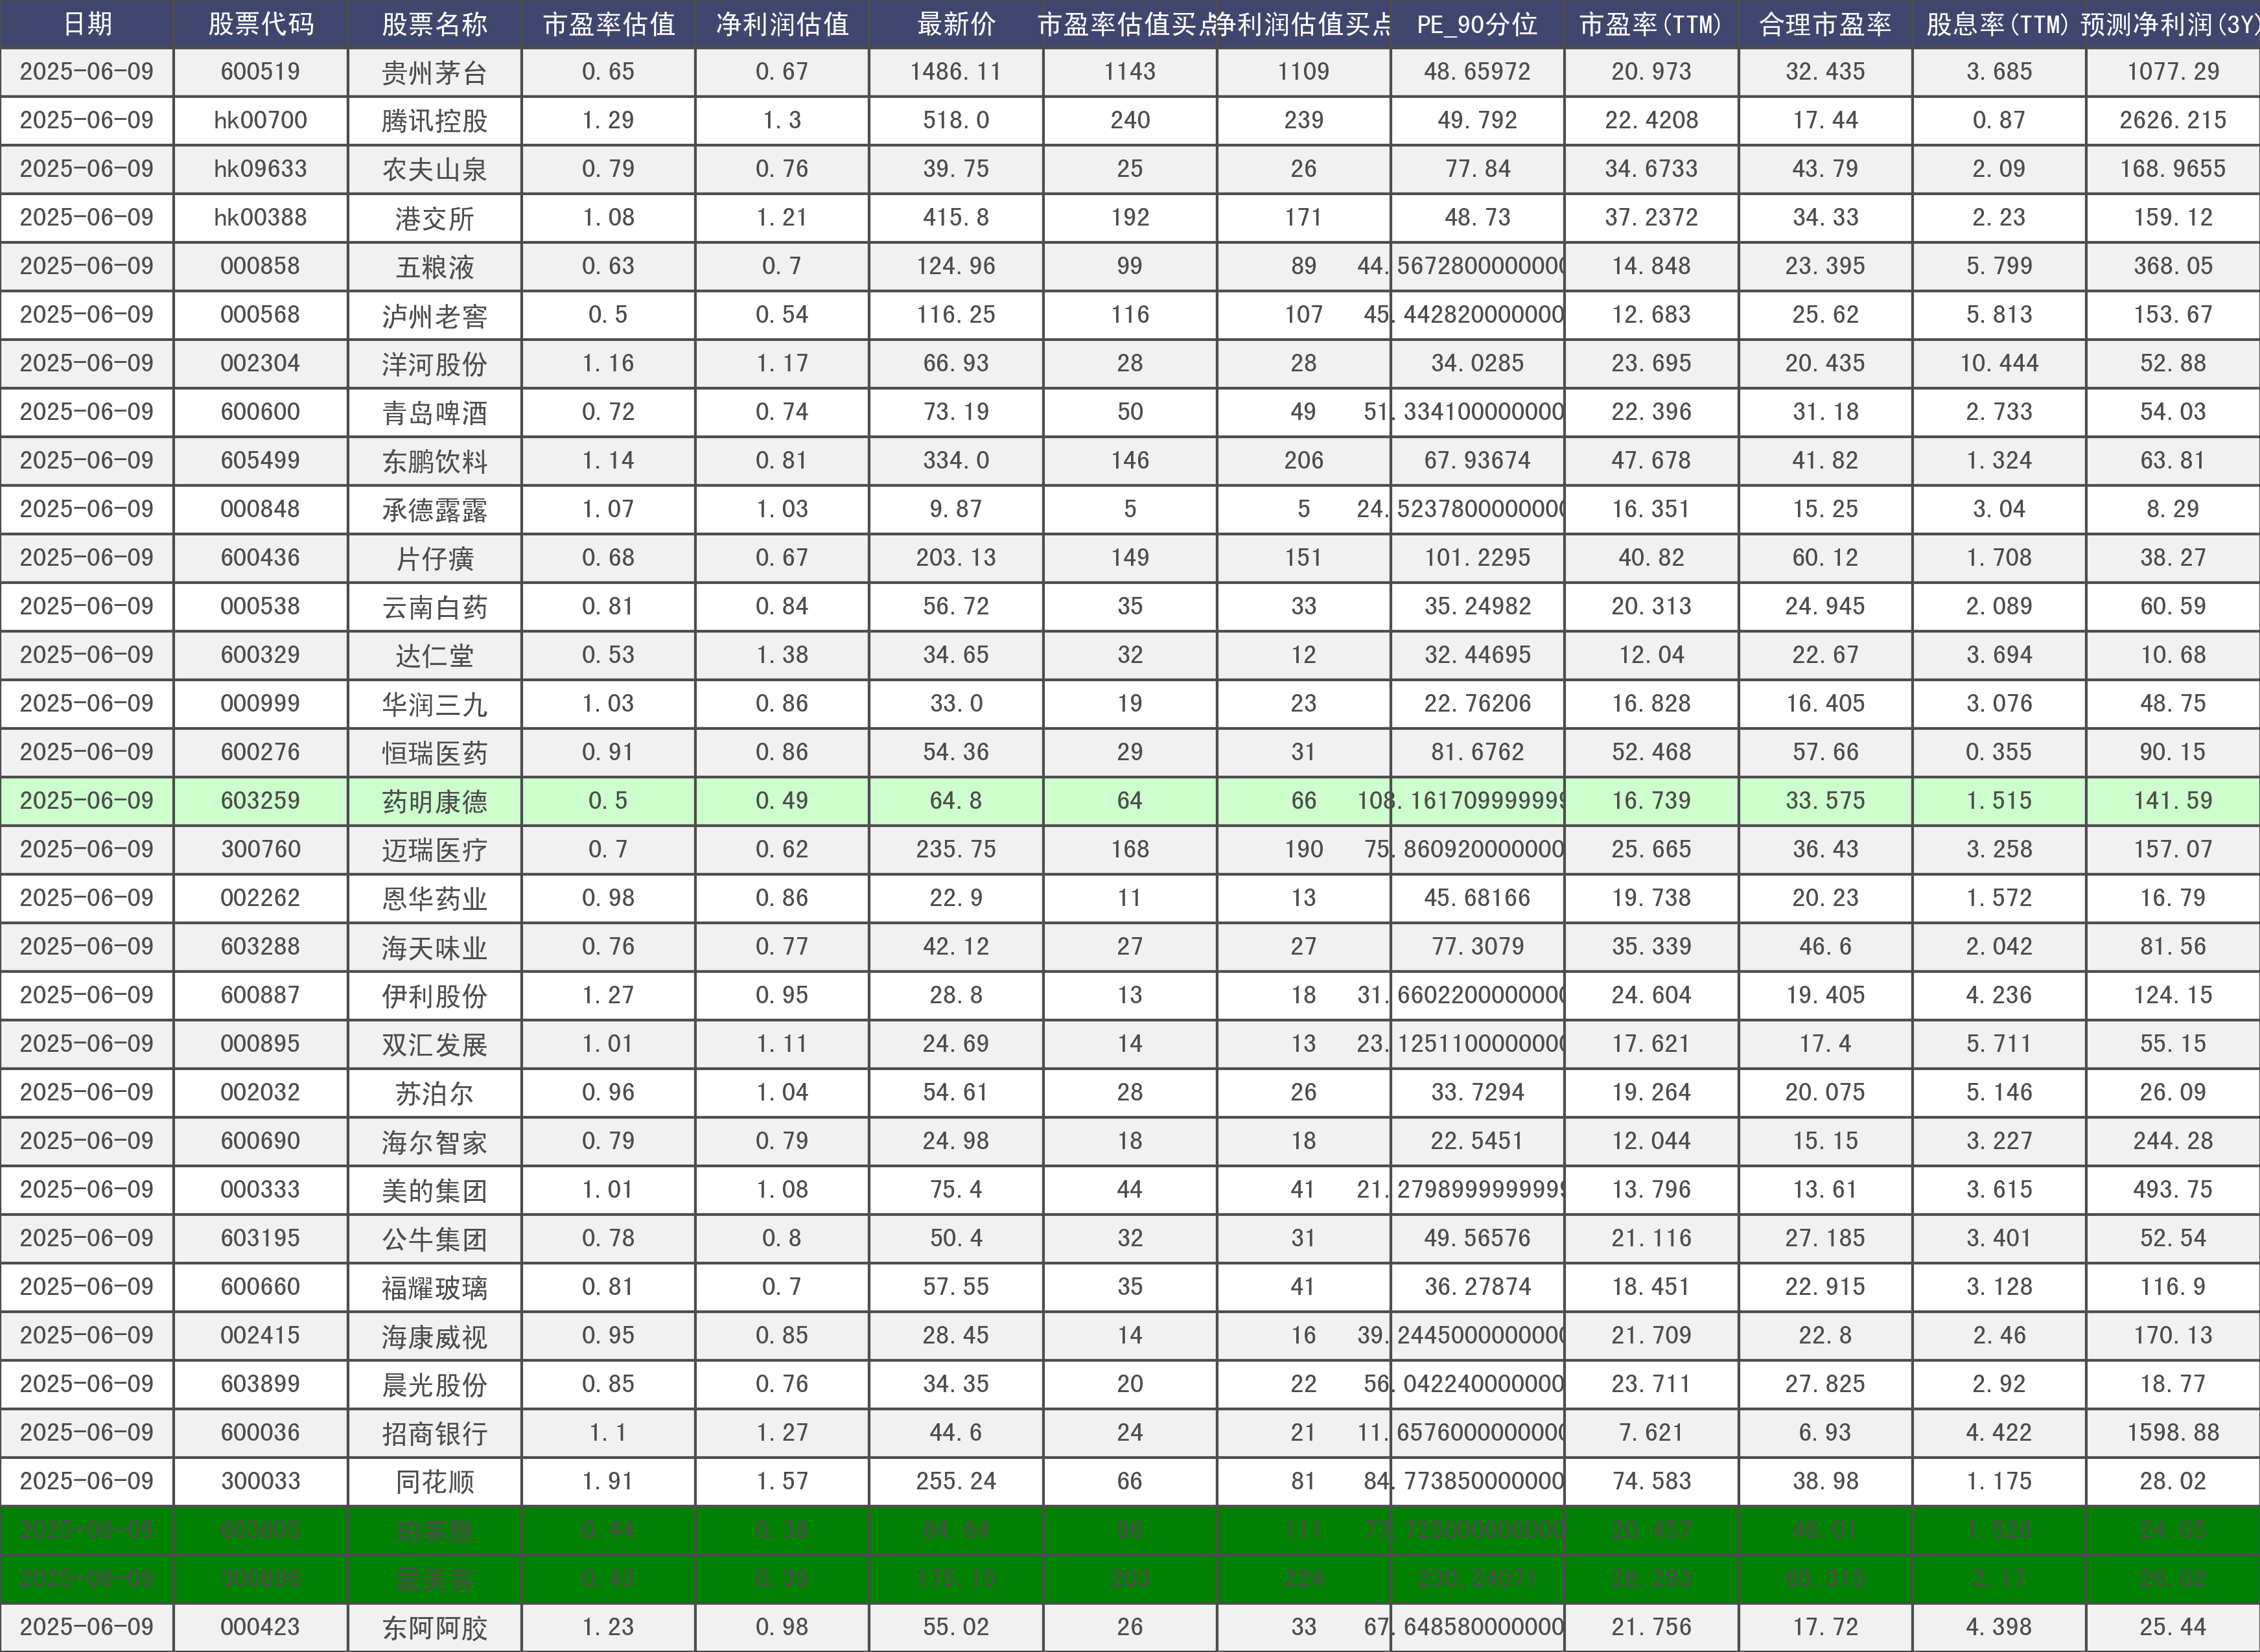 日期 股票代码 股票名称 市盈率估值 净利润估值 最新价 市盈率估值买点 净利润估值买点 PE_90分位 市盈率(TTM) 合理市盈率 股息率(TTM) 预测净利润(3Y)
2025-06-09 600519 贵州茅台 0.65 0.67 1486.11 1143 1109 48.65972 20.973 32.435 3.685 1077.29
2025-06-09 hk00700 腾讯控股 1.29 1.3 518.0 240 239 49.792 22.4208 17.44 0.87 2626.215
2025-06-09 hk09633 农夫山泉 0.79 0.76 39.75 25 26 77.84 34.6733 43.79 2.09 168.9655
2025-06-09 hk00388 港交所 1.08 1.21 415.8 192 171 48.73 37.2372 34.33 2.23 159.12
2025-06-09 000858 五粮液 0.63 0.7 124.96 99 89 44.5672800000000 14.848 23.395 5.799 368.05
2025-06-09 000568 泸州老窖 0.5 0.54 116.25 116 107 45.442820000000 12.683 25.62 5.813 153.67
2025-06-09 002304 洋河股份 1.16 1.17 66.93 28 28 34.0285 23.695 20.435 10.444 52.88
2025-06-09 600600 青岛啤酒 0.72 0.74 73.19 50 49 51.334100000000 22.396 31.18 2.733 54.03
2025-06-09 605499 东鹏饮料 1.14 0.81 334.0 146 206 67.93674 47.678 41.82 1.324 63.81
2025-06-09 000848 承德露露 1.07 1.03 9.87 5 5 24.5237800000000 16.351 15.25 3.04 8.29
2025-06-09 600436 片仔癀 0.68 0.67 203.13 149 151 101.2295 40.82 60.12 1.708 38.27
2025-06-09 000538 云南白药 0.81 0.84 56.72 35 33 35.24982 20.313 24.945 2.089 60.59
2025-06-09 600329 达仁堂 0.53 1.38 34.65 32 12 32.44695 12.04 22.67 3.694 10.68
2025-06-09 000999 华润三九 1.03 0.86 33.0 19 23 22.76206 16.828 16.405 3.076 48.75
2025-06-09 600276 恒瑞医药 0.91 0.86 54.36 29 31 81.6762 52.468 57.66 0.355 90.15
2025-06-09 603259 药明康德 0.5 0.49 64.8 64 66 108.161709999999 16.739 33.575 1.515 141.59
2025-06-09 300760 迈瑞医疗 0.7 0.62 235.75 168 190 75.860920000000 25.665 36.43 3.258 157.07
2025-06-09 002262 恩华药业 0.98 0.86 22.9 11 13 45.68166 19.738 20.23 1.572 16.79
2025-06-09 603288 海天味业 0.76 0.77 42.12 27 27 77.3079 35.339 46.6 2.042 81.56
2025-06-09 600887 伊利股份 1.27 0.95 28.8 13 18 31.6602200000000 24.604 19.405 4.236 124.15
2025-06-09 000895 双汇发展 1.01 1.11 24.69 14 13 23.1251100000000 17.621 17.4 5.711 55.15
2025-06-09 002032 苏泊尔 0.96 1.04 54.61 28 26 33.7294 19.264 20.075 5.146 26.09
2025-06-09 600690 海尔智家 0.79 0.79 24.98 18 18 22.5451 12.044 15.15 3.227 244.28
2025-06-09 000333 美的集团 1.01 1.08 75.4 44 41 21.2798999999999 13.796 13.61 3.615 493.75
2025-06-09 603195 公牛集团 0.78 0.8 50.4 32 31 49.56576 21.116 27.185 3.401 52.54
2025-06-09 600660 福耀玻璃 0.81 0.7 57.55 35 41 36.27874 18.451 22.915 3.128 116.9
2025-06-09 002415 海康威视 0.95 0.85 28.45 14 16 39.2445000000000 21.709 22.8 2.46 170.13
2025-06-09 603899 晨光股份 0.85 0.76 34.35 20 22 56.042240000000 23.711 27.825 2.92 18.77
2025-06-09 600036 招商银行 1.1 1.27 44.6 24 21 11.6576000000000 7.621 6.93 4.422 1598.88
2025-06-09 300033 同花顺 1.91 1.57 255.24 66 81 84.773850000000 74.583 38.98 1.175 28.02
2025-06-09 603605 珀莱雅 0.44 0.38 84.64 96 111 77.725000000000 20.457 46.01 1.526 24.05
2025-06-09 300896 爱美客 0.43 0.39 175.15 203 224 230.24071 28.283 65.315 2.17 26.02
2025-06-09 000423 东阿阿胶 1.23 0.98 55.02 26 33 67.648580000000 21.756 17.72 4.398 25.44